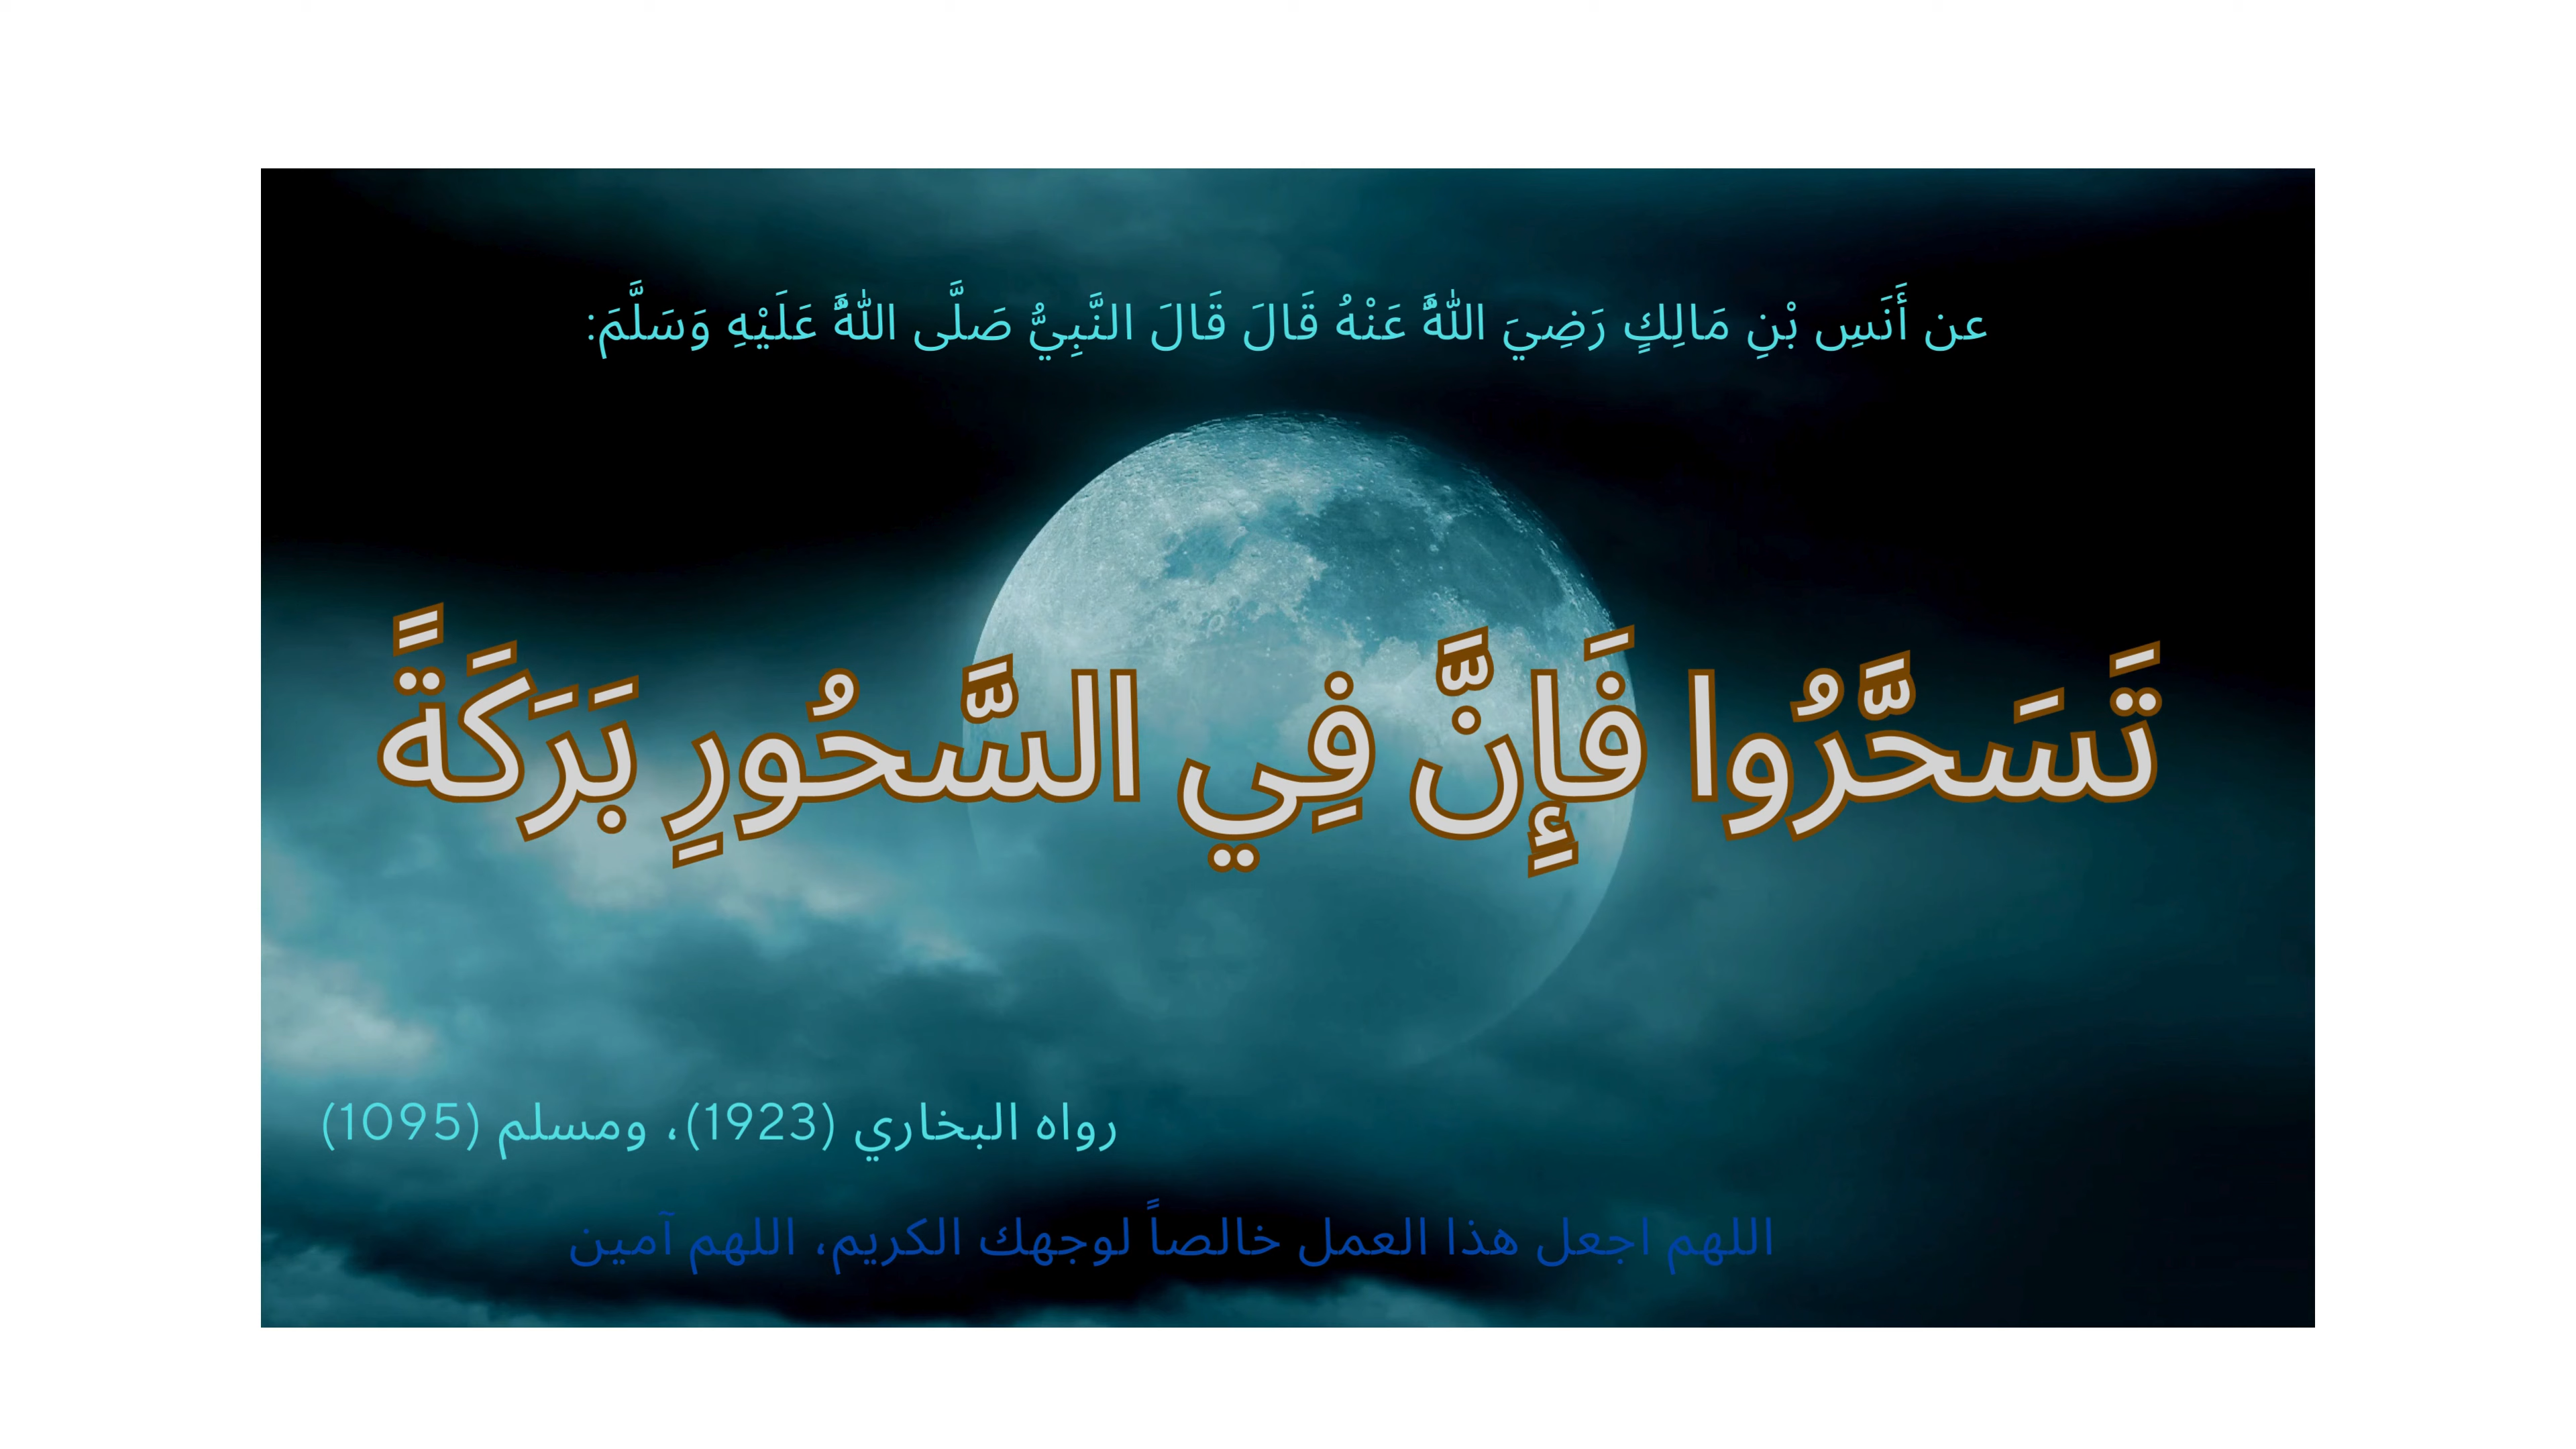 عن أَنَسِ بْنِ مَالِكٍ رَضِيَ اللَّهُ عَنْهُ قَالَ قَالَ النَّبِيُّ صَلَّى اللَّهُ عَلَيْهِ وَسَلَّمَ:
تَسَحَّرُوا فَإِنَّ فِي السَّحُورِ بَرَكَةً
رواه البخاري (1923)، ومسلم (1095)
اللهم اجعل هذا العمل خالصاً لوجهك الكريم، اللهم آمين